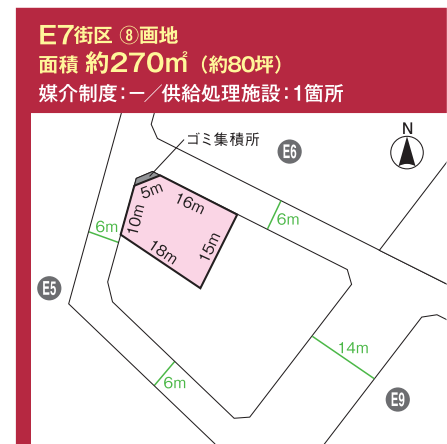 E7街区 ⑧画地
面積 約270㎡（約80坪）
媒介制度：ー／供給処理施設：1箇所
ゴミ集積所
N
E6
5m
16m
6m
10m
6m
18m
15m
E5
14m
6m
E9